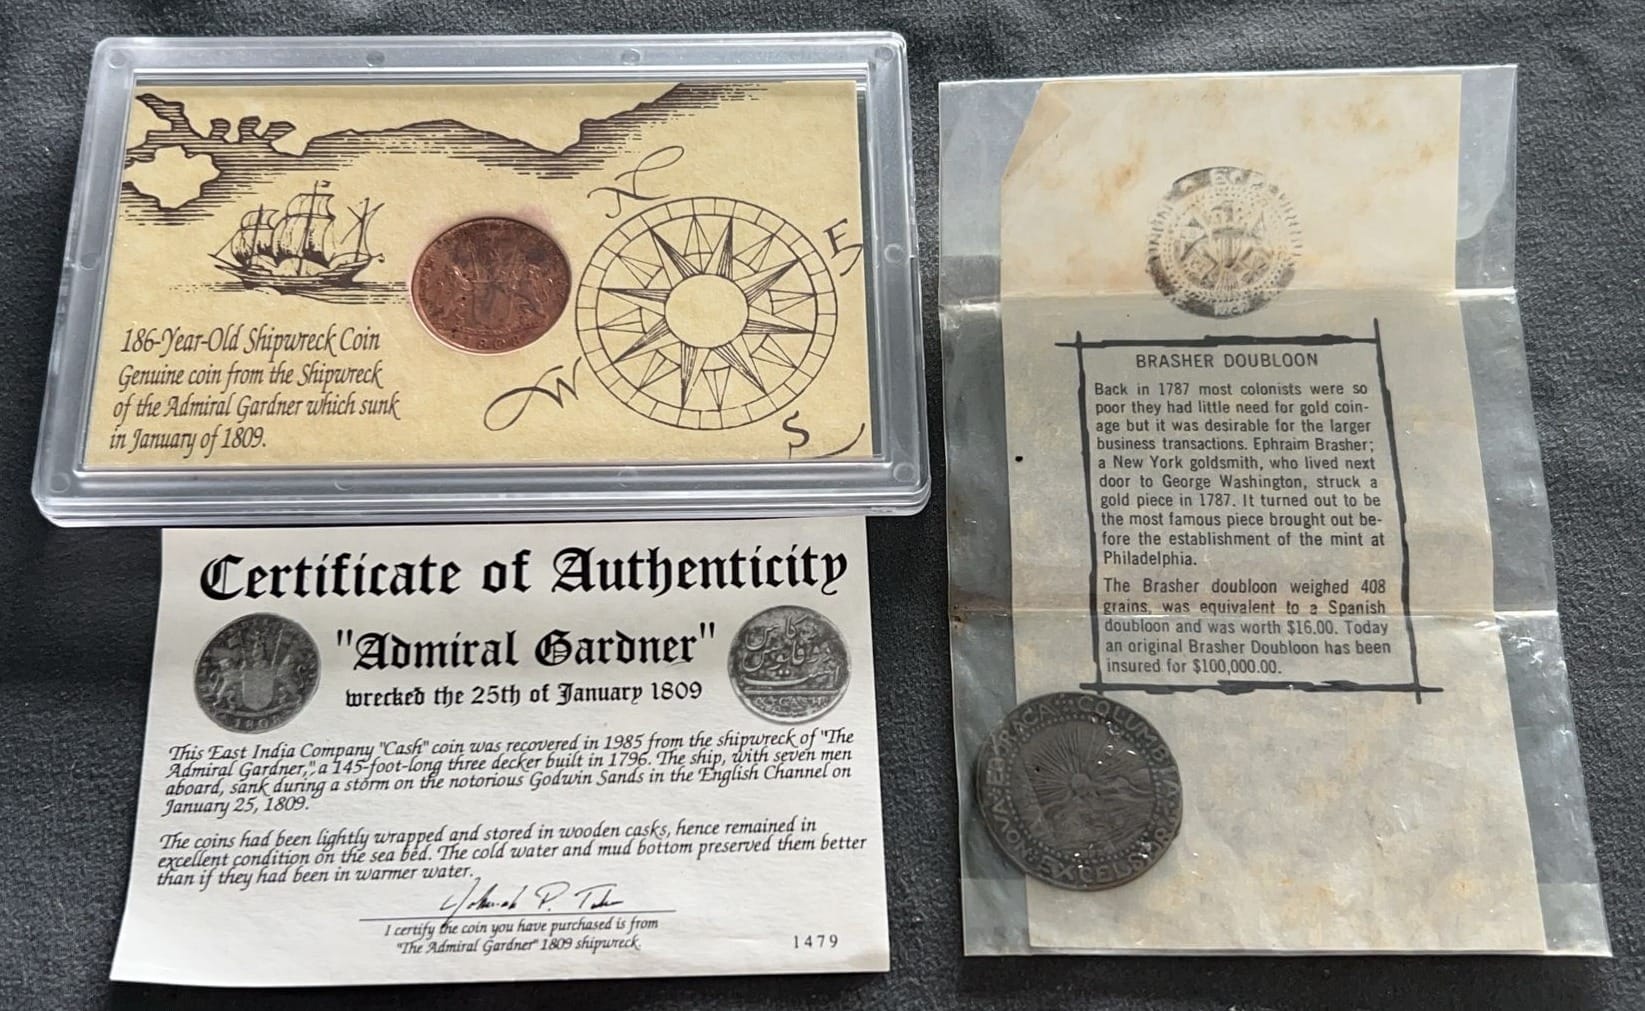 N
E
S
W
1808
186-Year-Old Shipwreck Coin
Genuine coin from the Shipwreck
of the Admiral Gardner which sunk
in January of 1809.
Certificate of Authenticity
"Admiral Gardner"
wrecked the 25th of January 1809
1808
This East India Company "Cash" coin was recovered in 1985 from the shipwreck of "The
Admiral Gardner," a 145-foot-long three decker built in 1796. The ship, with seven men
aboard, sank during a storm on the notorious Godwin Sands in the English Channel on
January 25, 1809.
The coins had been lightly wrapped and stored in wooden casks, hence remained in
excellent condition on the sea bed. The cold water and mud bottom preserved them better
than if they had been in warmer water.
I certify the coin you have purchased is from
"The Admiral Gardner" 1809 shipwreck.
1479
BRASHER DOUBLOON
Back in 1787 most colonists were so
poor they had little need for gold coin-
age but it was desirable for the larger
business transactions. Ephraim Brasher;
a New York goldsmith, who lived next
door to George Washington, struck a
gold piece in 1787. It turned out to be
the most famous piece brought out be-
fore the establishment of the mint at
Philadelphia.
The Brasher doubloon weighed 408
grains, was equivalent to a Spanish
doubloon and was worth $16.00. Today
an original Brasher Doubloon has been
insured for $100,000.00.
NOVA EBORACA COLUMBIA EXCELSIOR